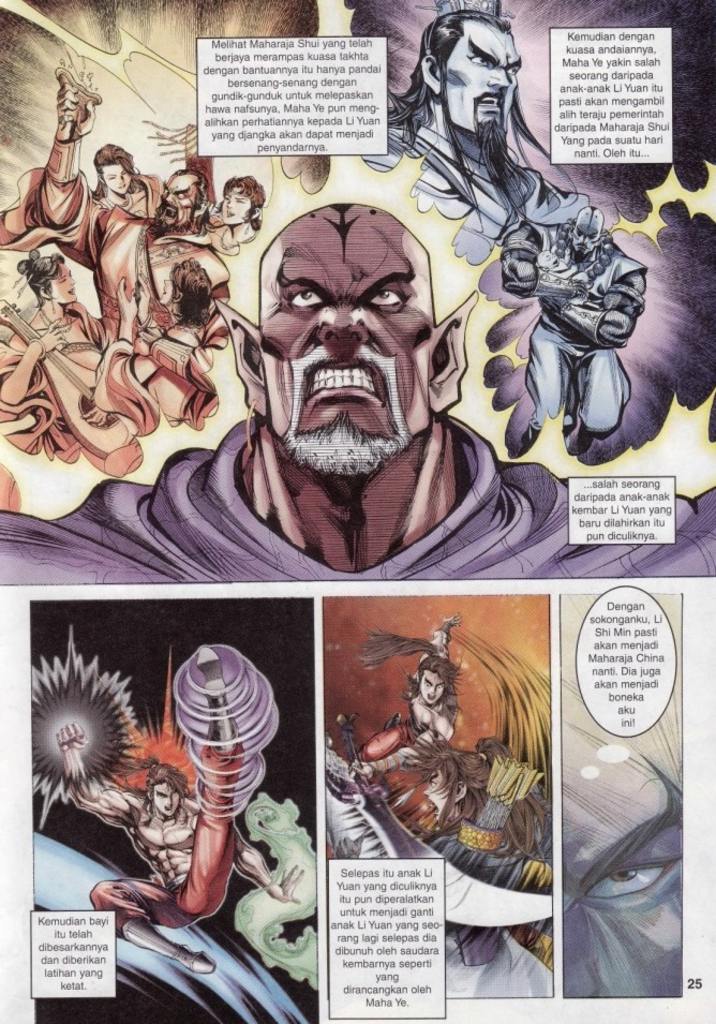 Melihat Maharaja Shui yang telah
berjaya merampas kuasa takhta
dengan bantuannya itu hanya pandai
bersenang-senang dengan
gundik-gunduk untuk melepaskan
hawa nafsunya, Maha Ye pun meng-
alihkan perhatiannya kepada Li Yuan
yang djangka akan dapat menjadi
penyandarnya.
Kemudian dengan
kuasa andaiannya,
Maha Ye yakin salah
seorang daripada
anak-anak Li Yuan itu
pasti akan mengambil
alih teraju pemerintah
daripada Maharaja Shui
Yang pada suatu hari
nanti. Oleh itu...
...salah seorang
daripada anak-anak
kembar Li Yuan yang
baru dilahirkan itu
pun diculiknya.
Kemudian bayi
itu telah
dibesarkannya
dan diberikan
latihan yang
ketat.
Selepas itu anak Li
Yuan yang diculiknya
itu pun diperalatkan
untuk menjadi ganti
anak Li Yuan yang seo-
rang lagi selepas dia
dibunuh oleh saudara
kembarnya seperti
yang
dirancangkan oleh
Maha Ye.
Dengan
sokonganku, Li
Shi Min pasti
akan menjadi
Maharaja China
nanti. Dia juga
akan menjadi
boneka
aku
ini!
25